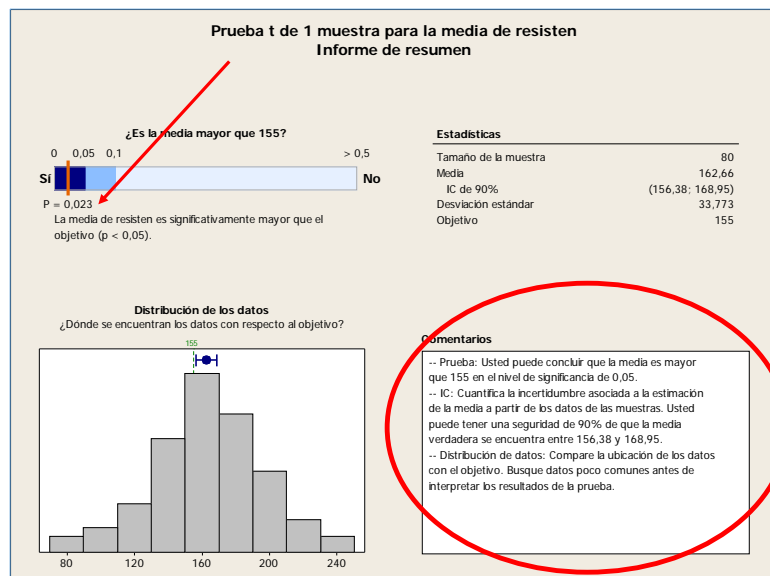 Prueba t de 1 muestra para la media de resisten
Informe de resumen
¿Es la media mayor que 155?
0 0,05 0,1 > 0,5
Sí No
P = 0,023
La media de resisten es significativamente mayor que el
objetivo (p < 0,05).
Estadísticas
Tamaño de la muestra 80
Media 162,66
IC de 90% (156,38; 168,95)
Desviación estándar 33,773
Objetivo 155
Distribución de los datos
¿Dónde se encuentran los datos con respecto al objetivo?
155
80 120 160 200 240
Comentarios
-- Prueba: Usted puede concluir que la media es mayor
que 155 en el nivel de significancia de 0,05.
-- IC: Cuantifica la incertidumbre asociada a la estimación
de la media a partir de los datos de las muestras. Usted
puede tener una seguridad de 90% de que la media
verdadera se encuentra entre 156,38 y 168,95.
-- Distribución de datos: Compare la ubicación de los datos
con el objetivo. Busque datos poco comunes antes de
interpretar los resultados de la prueba.